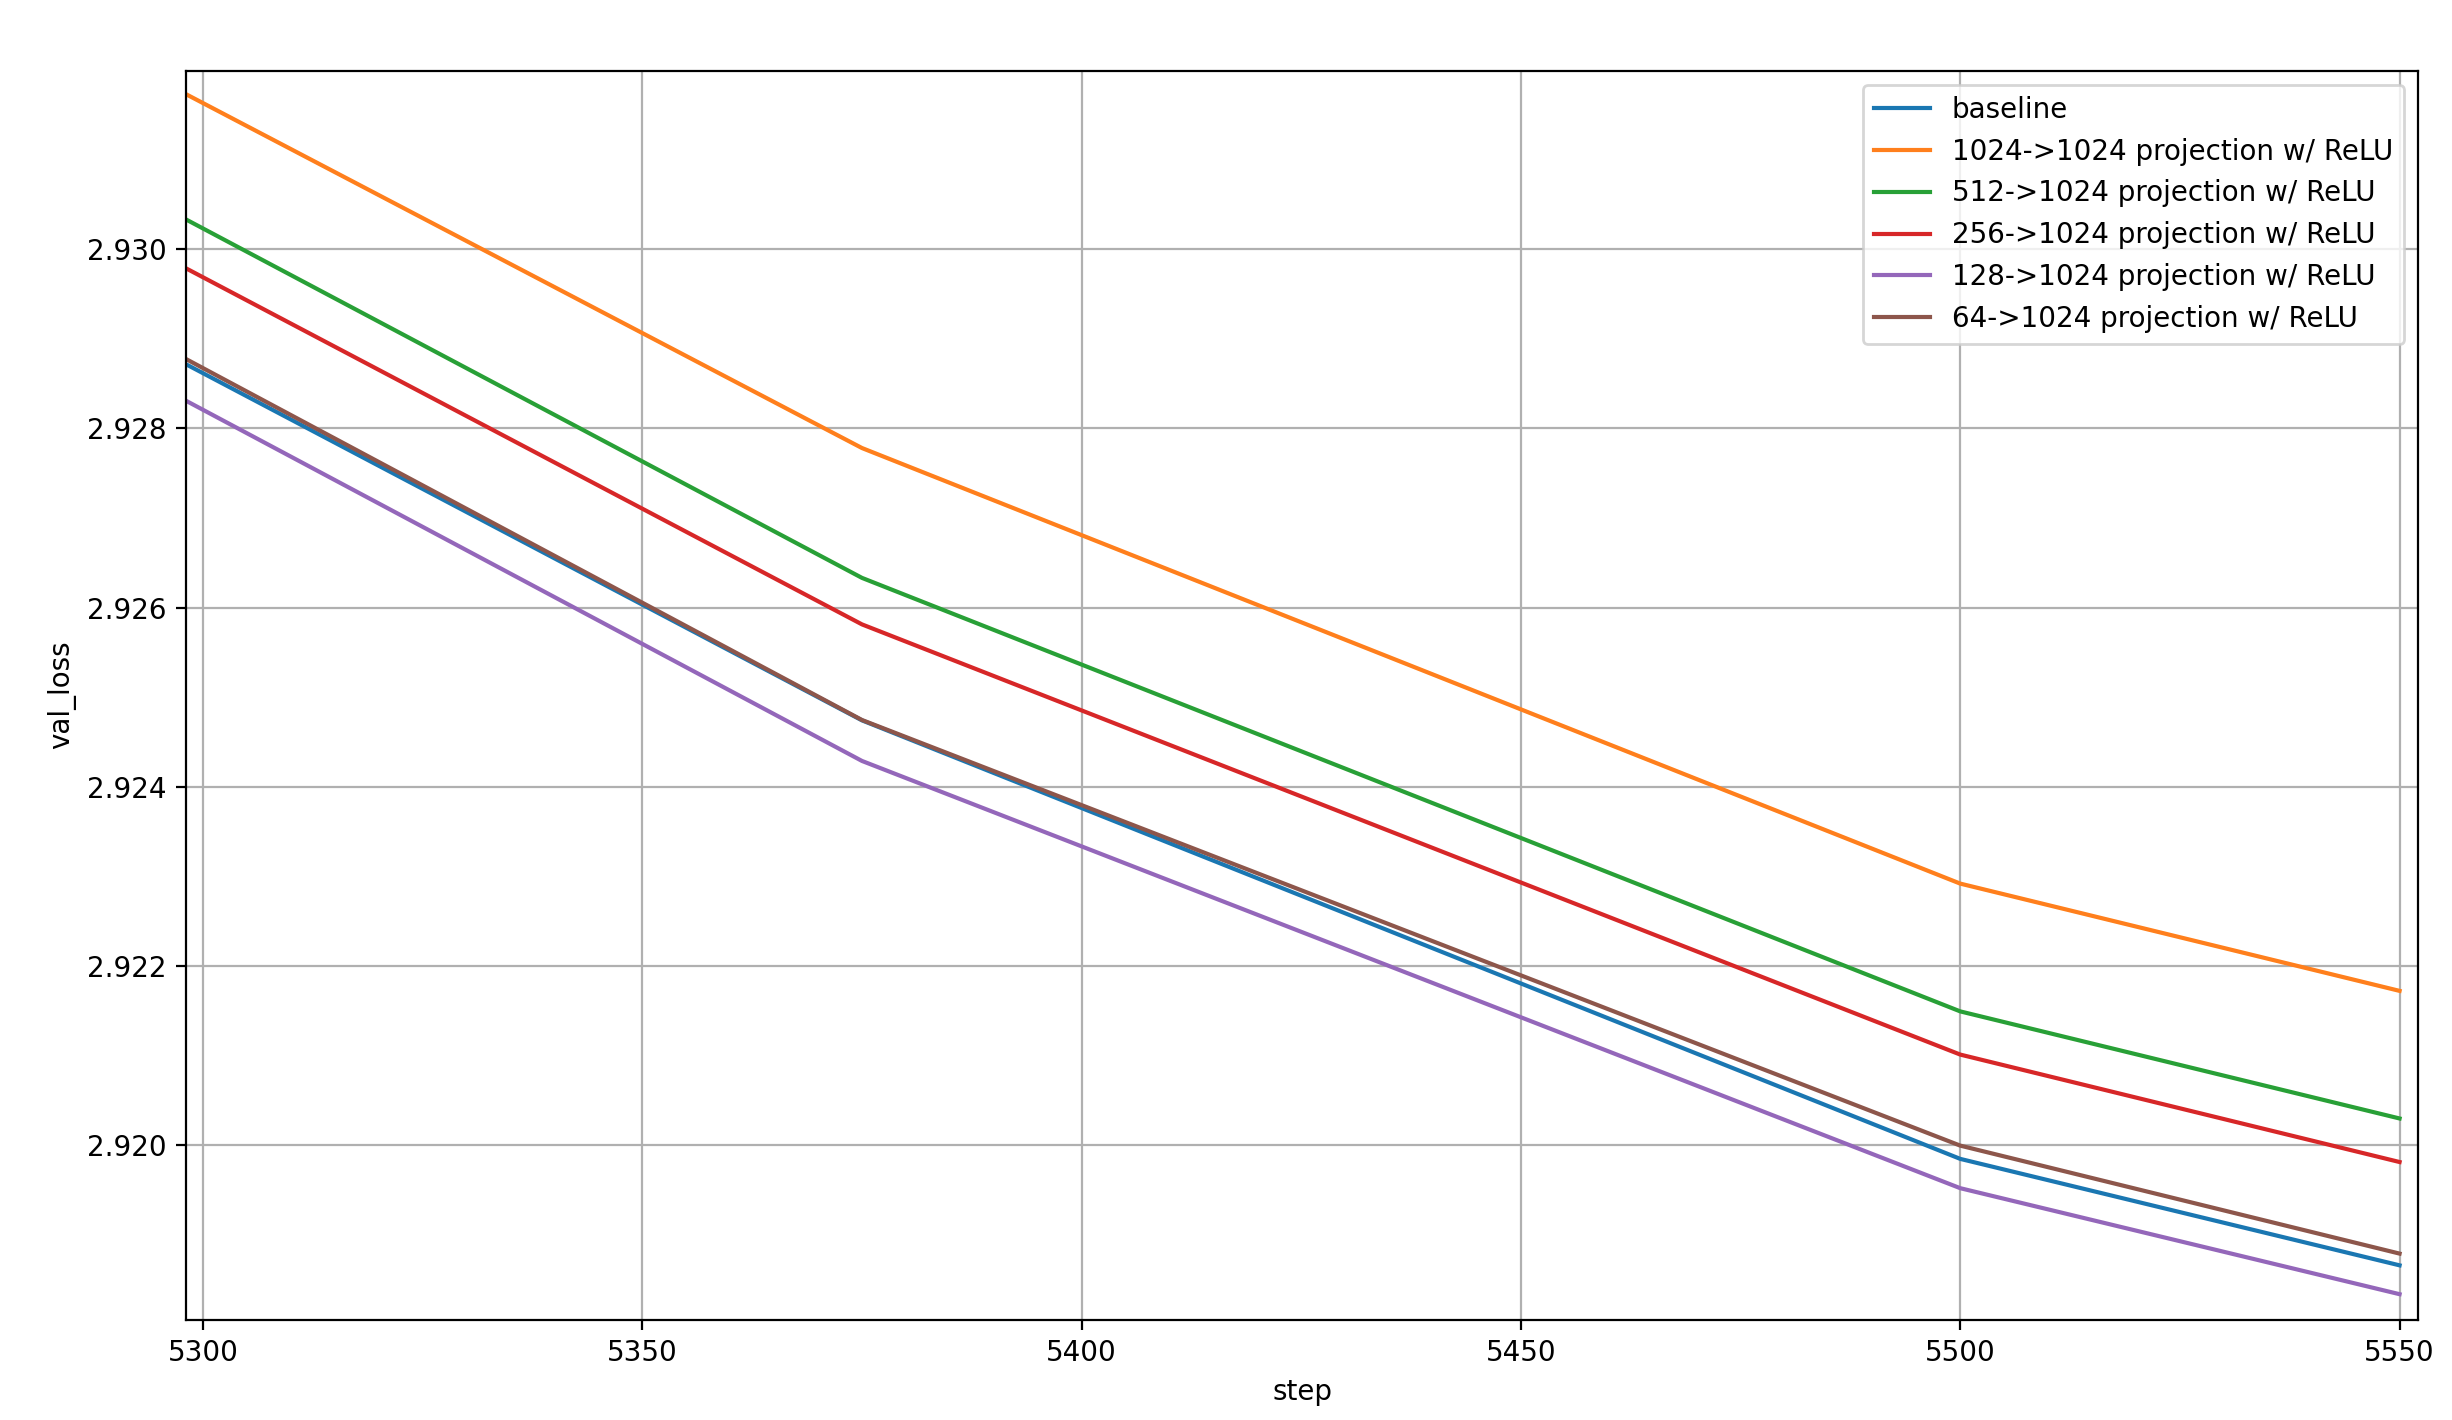 baseline
1024->1024 projection w/ ReLU
512->1024 projection w/ ReLU
256->1024 projection w/ ReLU
128->1024 projection w/ ReLU
64->1024 projection w/ ReLU
2.930
2.928
2.926
2.924
2.922
2.920
val_loss
5300 5350 5400 5450 5500 5550
step